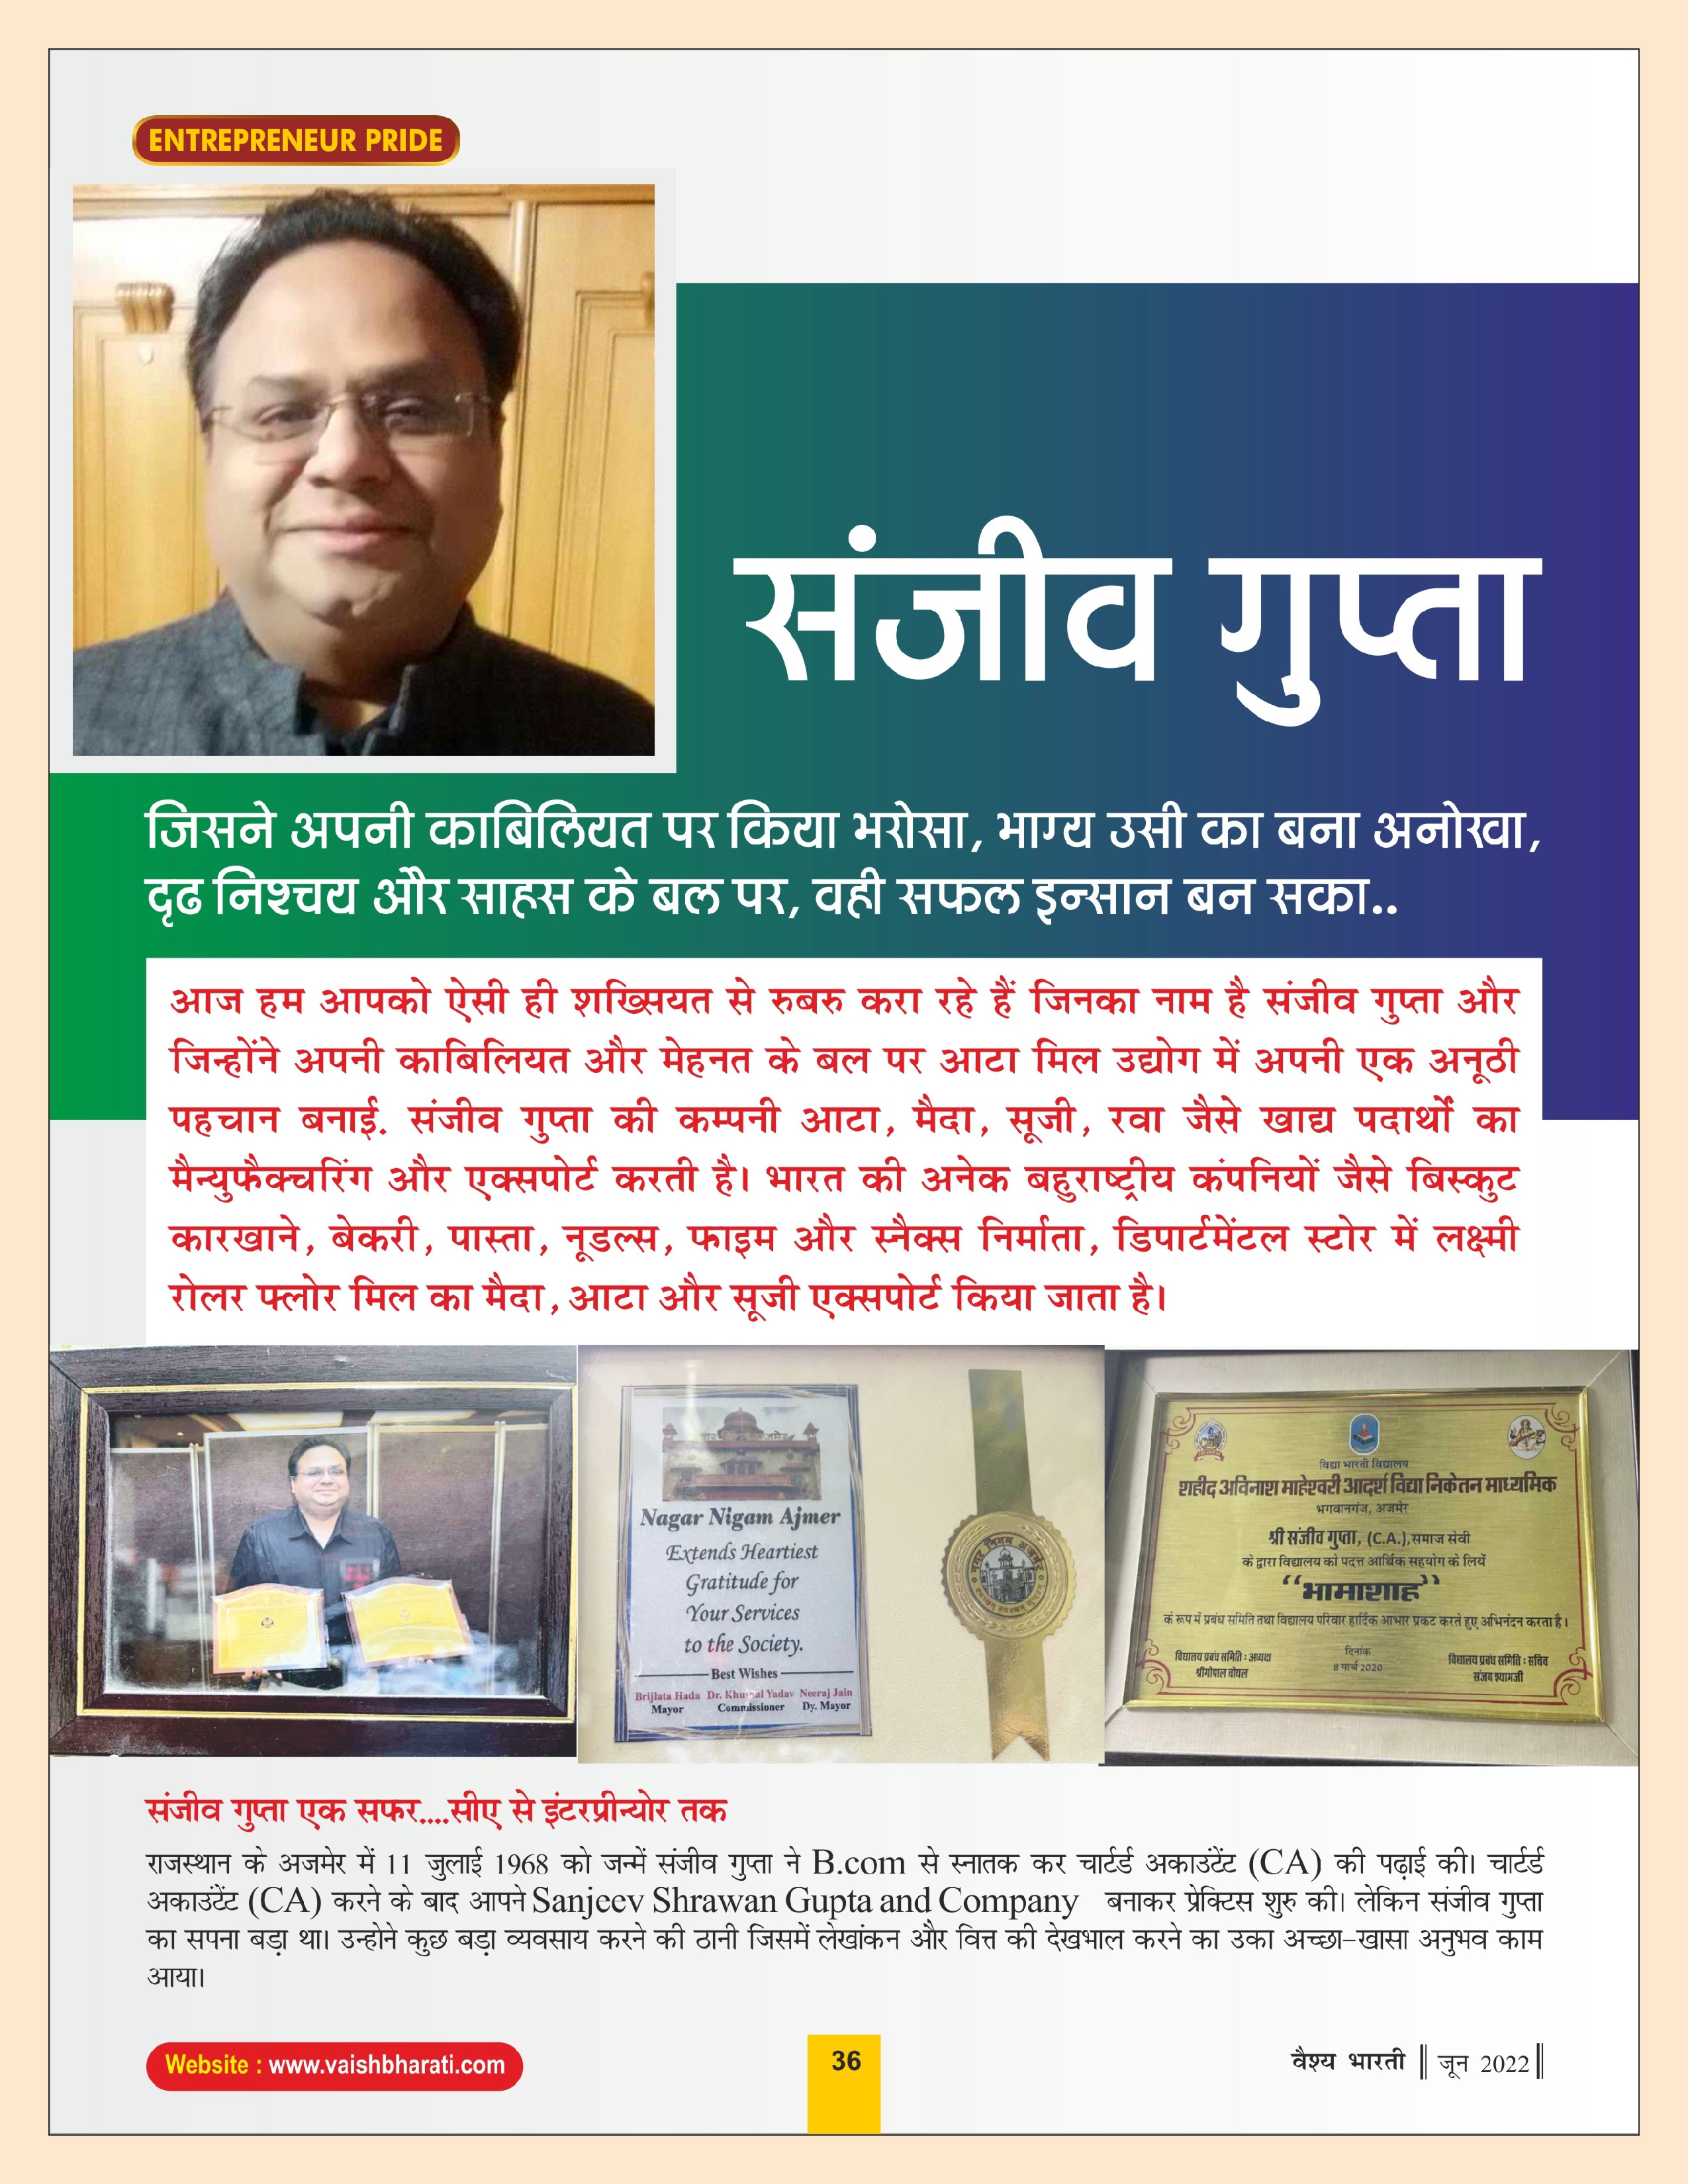 ENTREPRENEUR PRIDE
संजीव गुप्ता
जिसने अपनी काबिलियत पर किया भरोसा, भाग्य उसी का बना अनोखा,
दृढ निश्चय और साहस के बल पर, वही सफल इन्सान बन सका..
आज हम आपको ऐसी ही शख्सियत से रुबरु करा रहे हैं जिनका नाम है संजीव गुप्ता और
जिन्होंने अपनी काबिलियत और मेहनत के बल पर आटा मिल उद्योग में अपनी एक अनूठी
पहचान बनाई. संजीव गुप्ता की कम्पनी आटा, मैदा, सूजी, रवा जैसे खाद्य पदार्थों का
मैन्युफैक्चरिंग और एक्सपोर्ट करती है। भारत की अनेक बहुराष्ट्रीय कंपनियों जैसे बिस्कुट
कारखाने, बेकरी, पास्ता, नूडल्स, फाइम और स्नैक्स निर्माता, डिपार्टमेंटल स्टोर में लक्ष्मी
रोलर फ्लोर मिल का मैदा, आटा और सूजी एक्सपोर्ट किया जाता है।
Nagar Nigam Ajmer
Extends Heartiest
Gratitude for
Your Services
to the Society.
Best Wishes
Brijlata Hada Dr. Khushal Yadav Neeraj Jain
Mayor Commissioner Dy. Mayor
नगर निगम अजमेर
विद्या भारती विद्यालय
शहीद अविनाश माहेश्वरी आदर्श विद्या निकेतन माध्यमिक
भगवानगंज, अजमेर
श्री संजीव गुप्ता, (C.A.), समाज सेवी
के द्वारा विद्यालय को पदत्त आर्थिक सहयोग के लिये
“भामाशाह”
के रूप में प्रबंध समिति तथा विद्यालय परिवार हार्दिक आभार प्रकट करते हुए अभिनंदन करता है।
विद्यालय प्रबंध समिति : अध्यक्ष दिनांक विद्यालय प्रबंध समिति : सचिव
श्रीगोपाल 8 मार्च 2020 संजय श्यामजी
संजीव गुप्ता एक सफर....सीए से इंटरप्रीन्योर तक
राजस्थान के अजमेर में 11 जुलाई 1968 को जन्में संजीव गुप्ता ने B.com से स्नातक कर चार्टर्ड अकाउंटेंट (CA) की पढ़ाई की। चार्टर्ड
अकाउंटेंट (CA) करने के बाद आपने Sanjeev Shrawan Gupta and Company बनाकर प्रेक्टिस शुरु की। लेकिन संजीव गुप्ता
का सपना बड़ा था। उन्होने कुछ बड़ा व्यवसाय करने की ठानी जिसमें लेखांकन और वित्त की देखभाल करने का उका अच्छा-खासा अनुभव काम
आया।
Website : www.vaishbharati.com
36
वैश्य भारती || जून 2022 ||